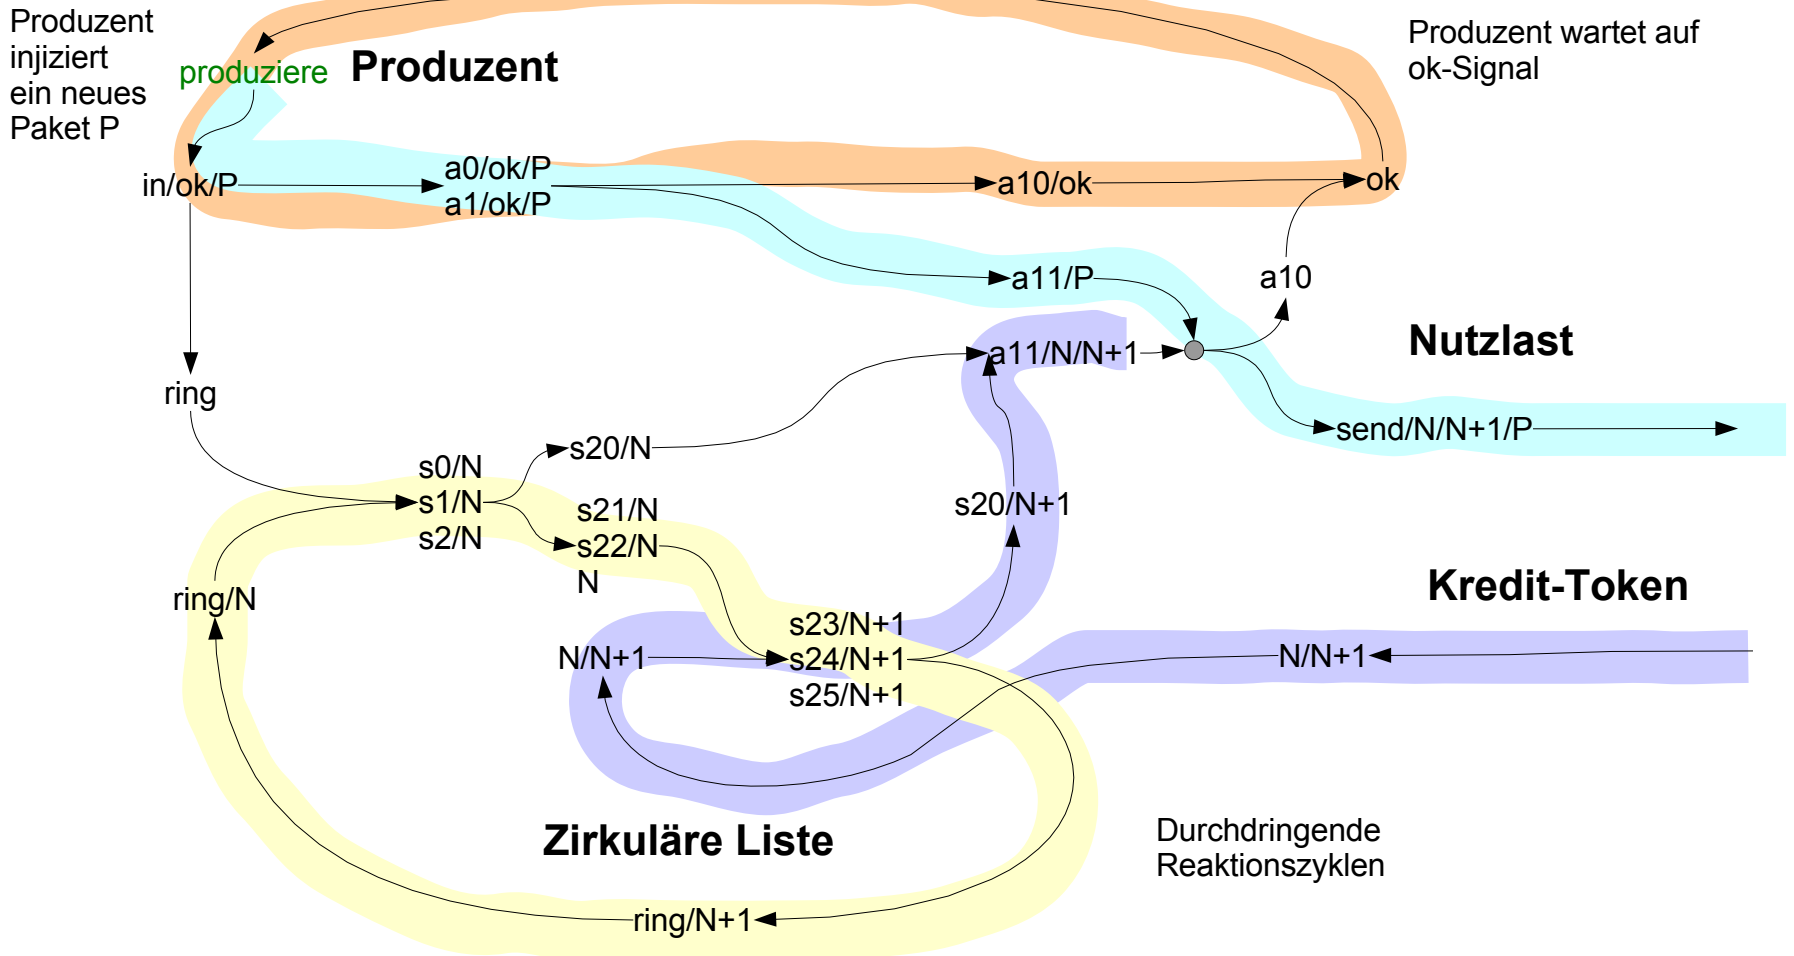 Produzent
injiziert
ein neues
Paket P
produziere
Produzent
Produzent wartet auf
ok-Signal
in/ok/P
a0/ok/P
a1/ok/P
a10/ok
ok
a11/P
a10
Nutzlast
ring
a11/N/N+1
send/N/N+1/P
s0/N
s1/N
s2/N
s20/N
s21/N
s22/N
N
s20/N+1
Kredit-Token
ring/N
N/N+1
s23/N+1
s24/N+1
s25/N+1
N/N+1
Zirkuläre Liste
Durchdringende
Reaktionszyklen
ring/N+1